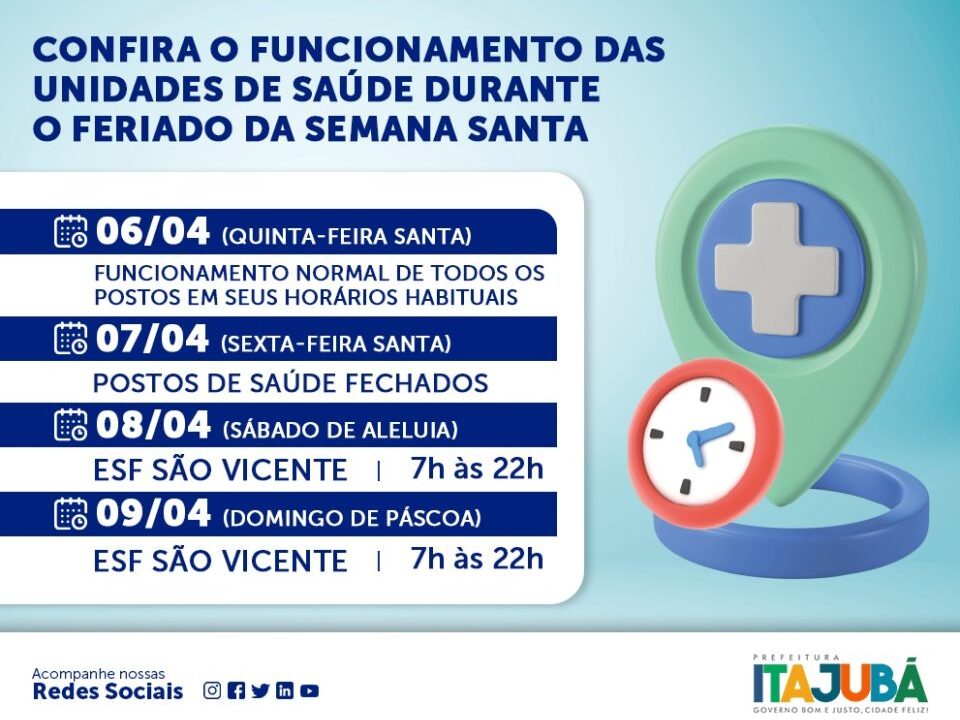 CONFIRA O FUNCIONAMENTO DAS
UNIDADES DE SAÚDE DURANTE
O FERIADO DA SEMANA SANTA
06/04 (QUINTA-FEIRA SANTA)
FUNCIONAMENTO NORMAL DE TODOS OS
POSTOS EM SEUS HORÁRIOS HABITUAIS
07/04 (SEXTA-FEIRA SANTA)
POSTOS DE SAÚDE FECHADOS
08/04 (SÁBADO DE ALELUIA)
ESF SÃO VICENTE | 7h às 22h
09/04 (DOMINGO DE PÁSCOA)
ESF SÃO VICENTE | 7h às 22h
Acompanhe nossas
Redes Sociais
PREFEITURA
ITAJUBÁ
GOVERNO BOM E JUSTO, CIDADE FELIZ!